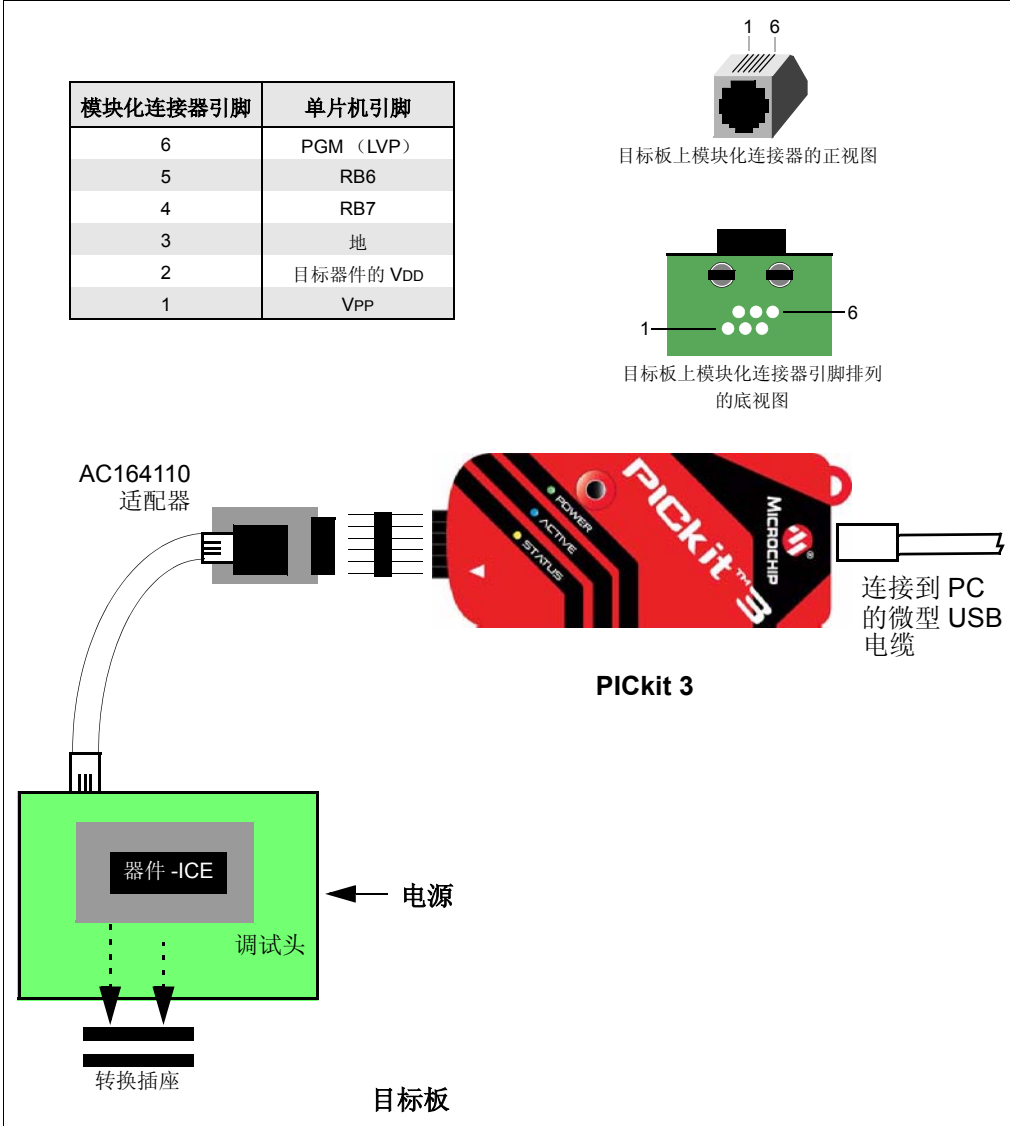 1 6
目标板上模块化连接器的正视图
模块化连接器引脚 单片机引脚
6 PGM （LVP）
5 RB6
4 RB7
3 地
2 目标器件的 VDD
1 VPP
6
1
目标板上模块化连接器引脚排列
的底视图
AC164110
适配器
POWER
ACTIVE
STATUS
PICkit™ 3
MICROCHIP
®
连接到 PC
的微型 USB
电缆
PICkit 3
器件 -ICE
电源
调试头
转换插座
目标板